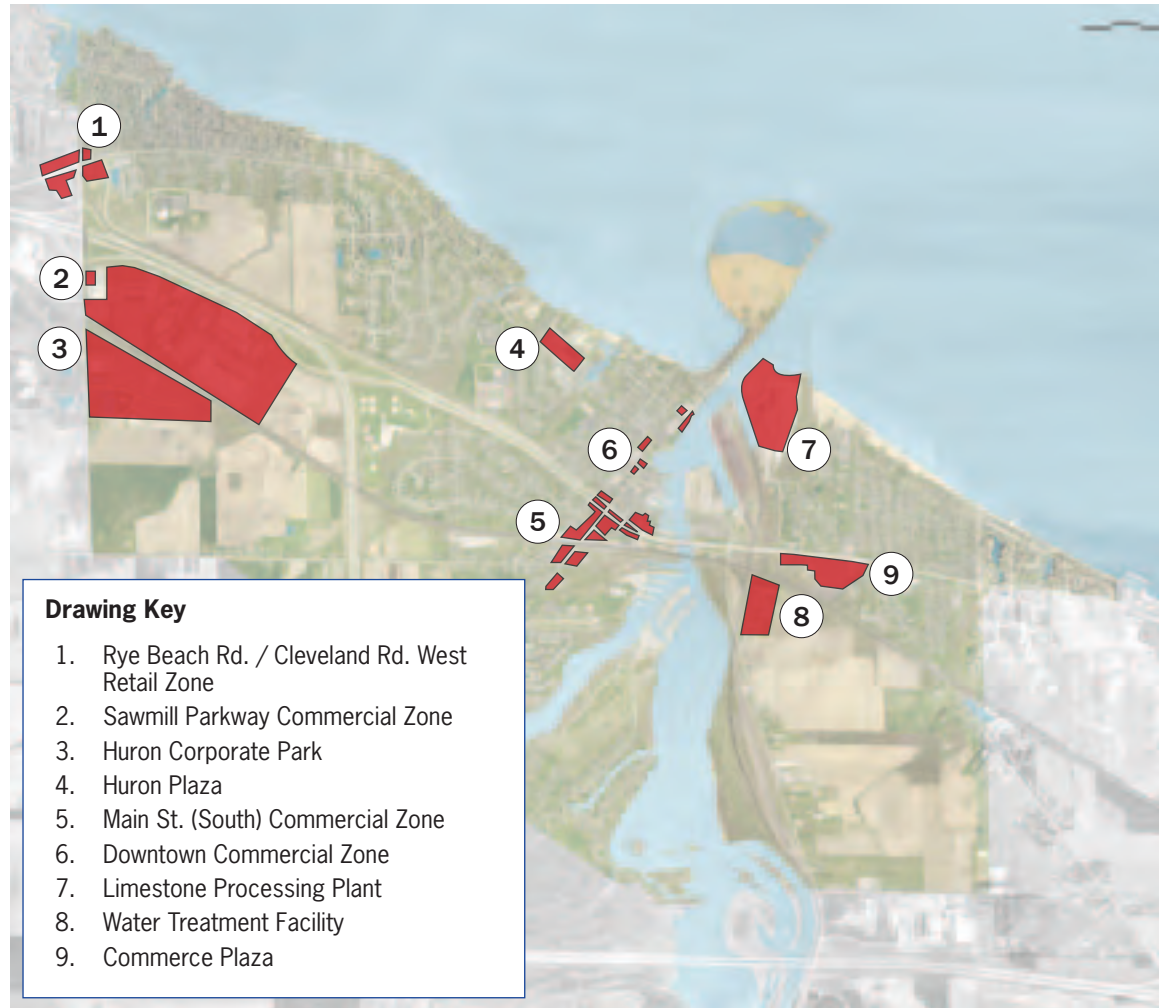 1
2
3
4
6
7
5
9
8
Drawing Key
1. Rye Beach Rd. / Cleveland Rd. West
Retail Zone
2. Sawmill Parkway Commercial Zone
3. Huron Corporate Park
4. Huron Plaza
5. Main St. (South) Commercial Zone
6. Downtown Commercial Zone
7. Limestone Processing Plant
8. Water Treatment Facility
9. Commerce Plaza